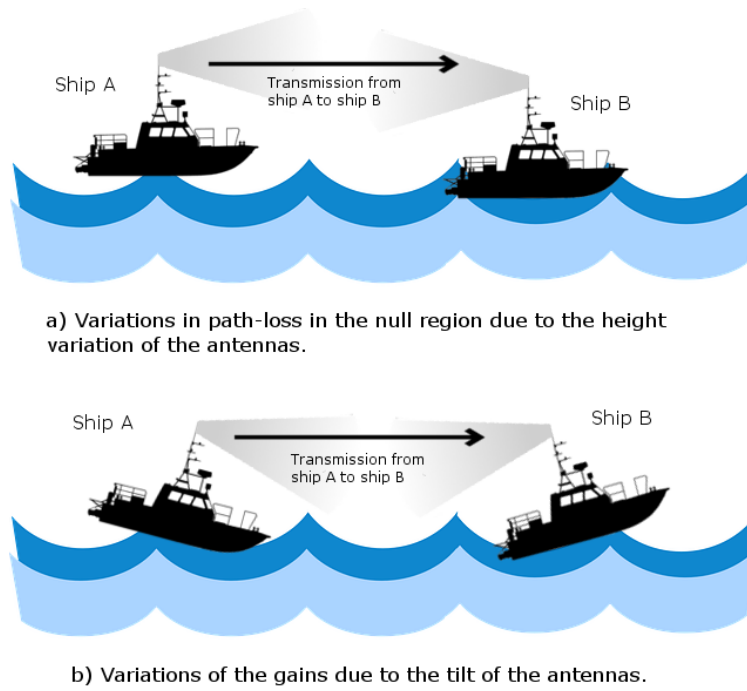 Ship A
Transmission from
ship A to ship B
Ship B
a) Variations in path-loss in the null region due to the height
variation of the antennas.
Ship A
Ship B
Transmission from
ship A to ship B
b) Variations of the gains due to the tilt of the antennas.